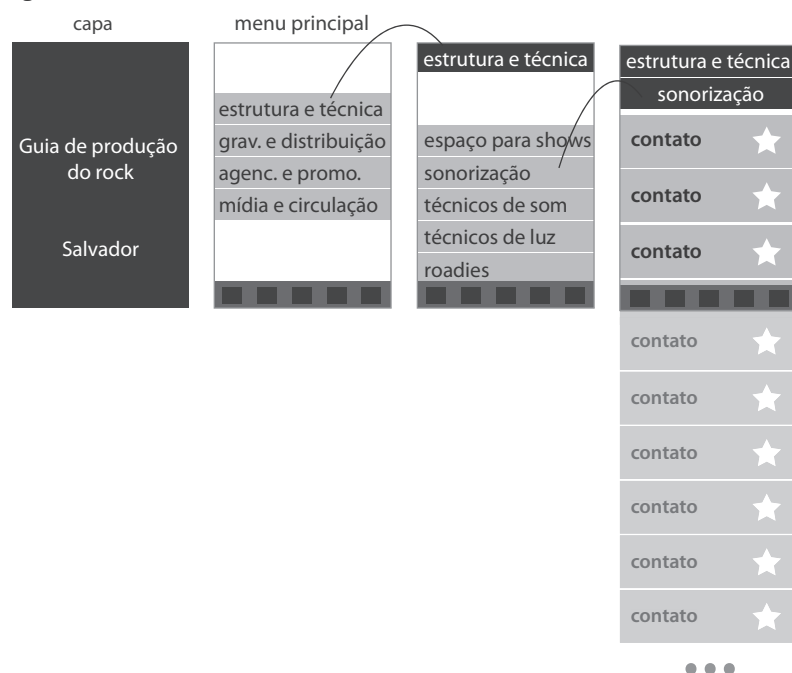 capa
Guia de produção
do rock
Salvador
menu principal
estrutura e técnica
grav. e distribuição
agenc. e promo.
mídia e circulação
estrutura e técnica
espaço para shows
sonorização
técnicos de som
técnicos de luz
roadies
estrutura e técnica
sonorização
contato
contato
contato
contato
contato
contato
contato
contato
contato